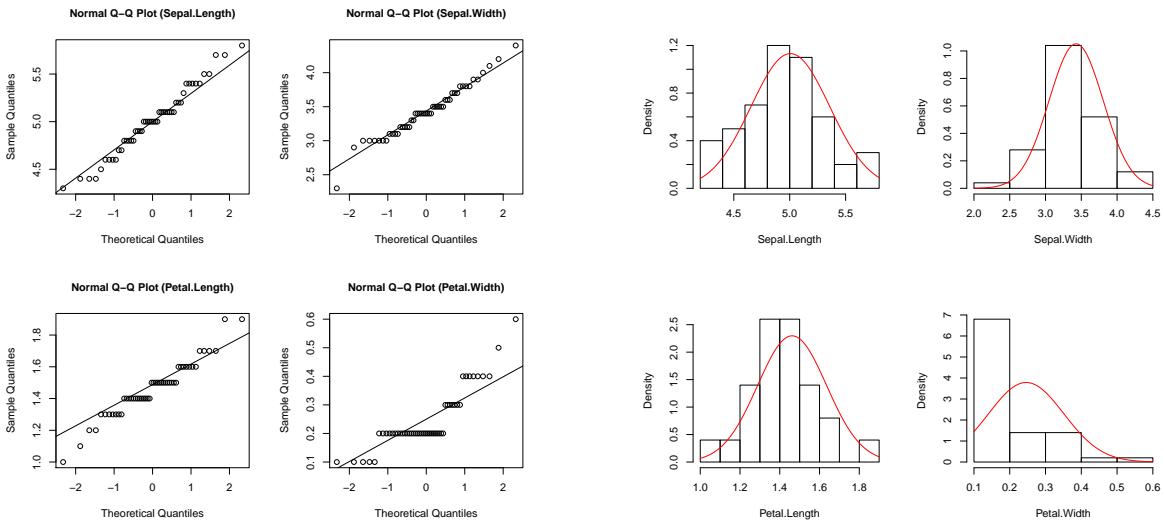 Normal Q−Q Plot (Sepal.Length)
Sample Quantiles
4.5 5.0 5.5
−2 −1 0 1 2
Theoretical Quantiles
Normal Q−Q Plot (Sepal.Width)
Sample Quantiles
2.5 3.0 3.5 4.0
−2 −1 0 1 2
Theoretical Quantiles
Density
0.0 0.4 0.8 1.2
4.5 5.0 5.5
Sepal.Length
Density
0.0 0.2 0.4 0.6 0.8 1.0
2.0 2.5 3.0 3.5 4.0 4.5
Sepal.Width
Normal Q−Q Plot (Petal.Length)
Sample Quantiles
1.0 1.2 1.4 1.6 1.8
−2 −1 0 1 2
Theoretical Quantiles
Normal Q−Q Plot (Petal.Width)
Sample Quantiles
0.1 0.2 0.3 0.4 0.5 0.6
−2 −1 0 1 2
Theoretical Quantiles
Density
0.0 0.5 1.0 1.5 2.0 2.5
1.0 1.2 1.4 1.6 1.8
Petal.Length
Density
0 1 2 3 4 5 6 7
0.1 0.2 0.3 0.4 0.5 0.6
Petal.Width